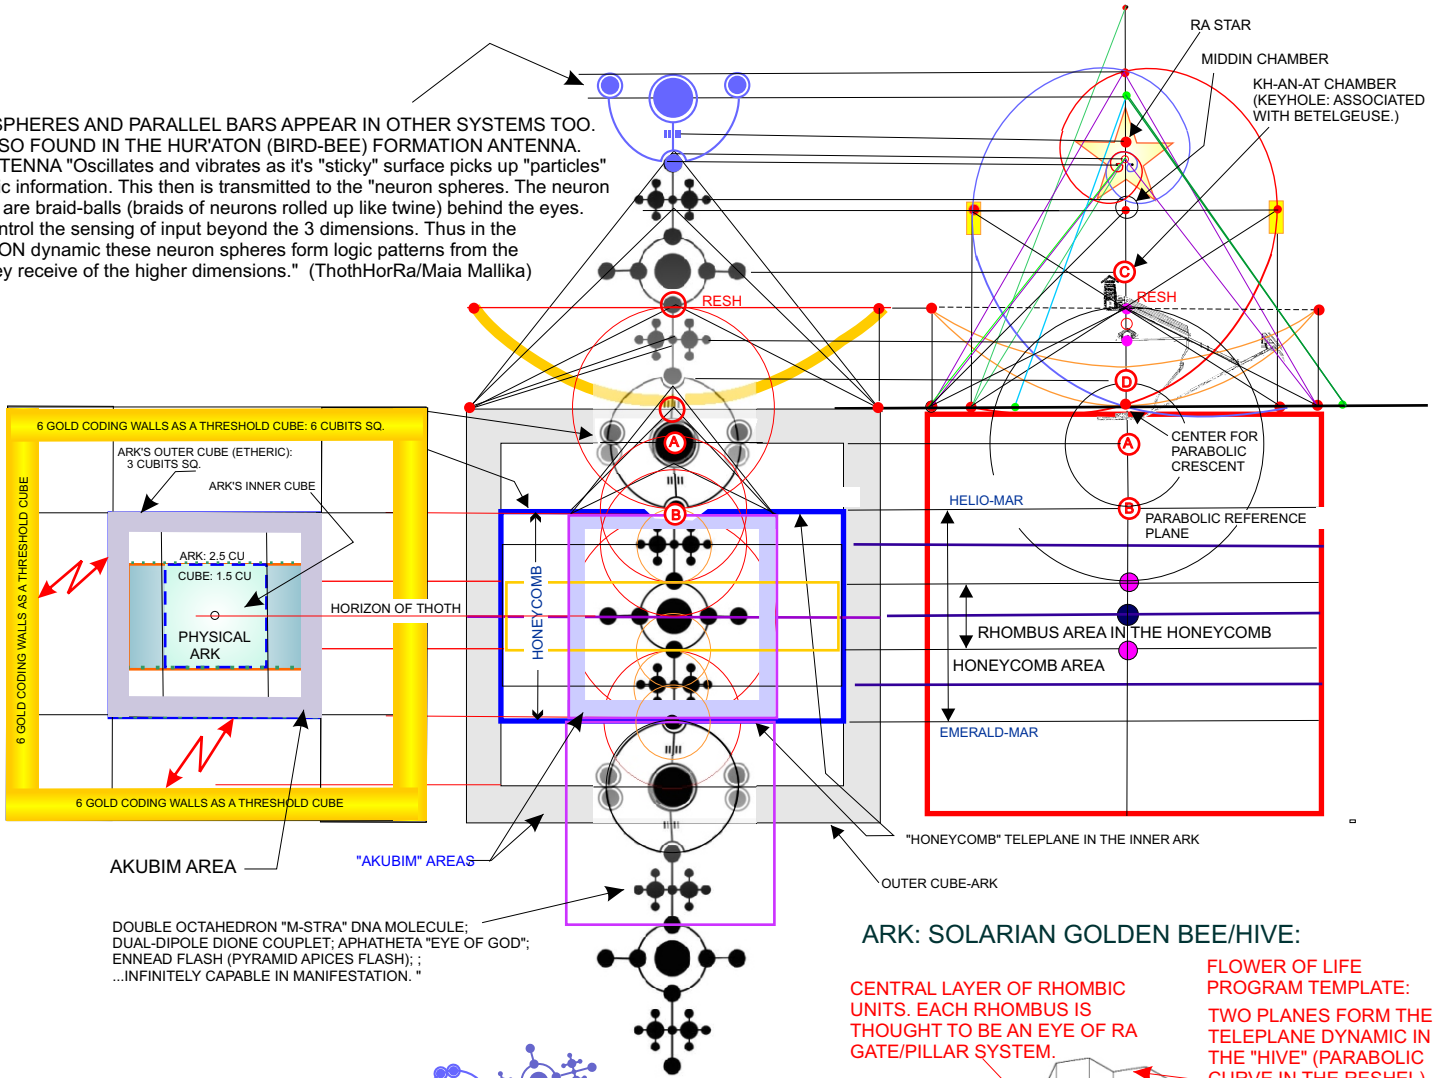 SPHERES AND PARALLEL BARS APPEAR IN OTHER SYSTEMS TOO.
SO FOUND IN THE HUR'ATON (BIRD-BEE) FORMATION ANTENNA.
TENNA "Oscillates and vibrates as it's "sticky" surface picks up "particles"
ic information. This then is transmitted to the "neuron spheres. The neuron
are braid-balls (braids of neurons rolled up like twine) behind the eyes.
ntrol the sensing of input beyond the 3 dimensions. Thus in the
ON dynamic these neuron spheres form logic patterns from the
ey receive of the higher dimensions." (ThothHorRa/Maia Mallika)
RA STAR
MIDDIN CHAMBER
KH-AN-AT CHAMBER
(KEYHOLE: ASSOCIATED
WITH BETELGEUSE.)
C
RESH
RESH
D
A
A
CENTER FOR
PARABOLIC
CRESCENT
HELIO-MAR
B
B
PARABOLIC REFERENCE
PLANE
6 GOLD CODING WALLS AS A THRESHOLD CUBE: 6 CUBITS SQ.
6 GOLD CODING WALLS AS A THRESHOLD CUBE
ARK'S OUTER CUBE (ETHERIC):
3 CUBITS SQ.
ARK'S INNER CUBE
ARK: 2.5 CU
CUBE: 1.5 CU
PHYSICAL
ARK
HORIZON OF THOTH
HONEYCOMB
RHOMBUS AREA IN THE HONEYCOMB
HONEYCOMB AREA
EMERALD-MAR
6 GOLD CODING WALLS AS A THRESHOLD CUBE
AKUBIM AREA
"AKUBIM" AREAS
"HONEYCOMB" TELEPLANE IN THE INNER ARK
OUTER CUBE-ARK
DOUBLE OCTAHEDRON "M-STRA" DNA MOLECULE;
DUAL-DIPOLE DIONE COUPLET; APHATHETA "EYE OF GOD";
ENNEAD FLASH (PYRAMID APICES FLASH); ;
...INFINITELY CAPABLE IN MANIFESTATION. "
ARK: SOLARIAN GOLDEN BEE/HIVE:
CENTRAL LAYER OF RHOMBIC
UNITS. EACH RHOMBUS IS
THOUGHT TO BE AN EYE OF RA
GATE/PILLAR SYSTEM.
FLOWER OF LIFE
PROGRAM TEMPLATE:
TWO PLANES FORM THE
TELEPLANE DYNAMIC IN
THE "HIVE" (PARABOLIC
CURVE IN THE RESHEL)